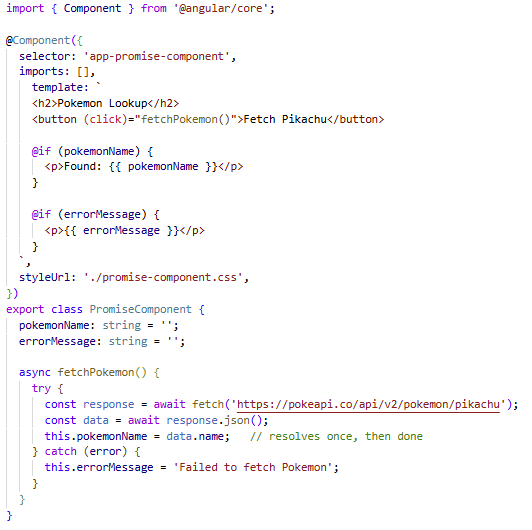 import { Component } from '@angular/core';

@Component({
  selector: 'app-promise-component',
  imports: [],
    template: `
    <h2>Pokemon Lookup</h2>
    <button (click)="fetchPokemon()">Fetch Pikachu</button>

    @if (pokemonName) {
      <p>Found: {{ pokemonName }}</p>
    }

    @if (errorMessage) {
      <p>{{ errorMessage }}</p>
    }
  `,
  styleUrl: './promise-component.css',
})
export class PromiseComponent {
  pokemonName: string = '';
  errorMessage: string = '';

  async fetchPokemon() {
    try {
      const response = await fetch('https://pokeapi.co/api/v2/pokemon/pikachu');
      const data = await response.json();
      this.pokemonName = data.name;   // resolves once, then done
    } catch (error) {
      this.errorMessage = 'Failed to fetch Pokemon';
    }
  }
}